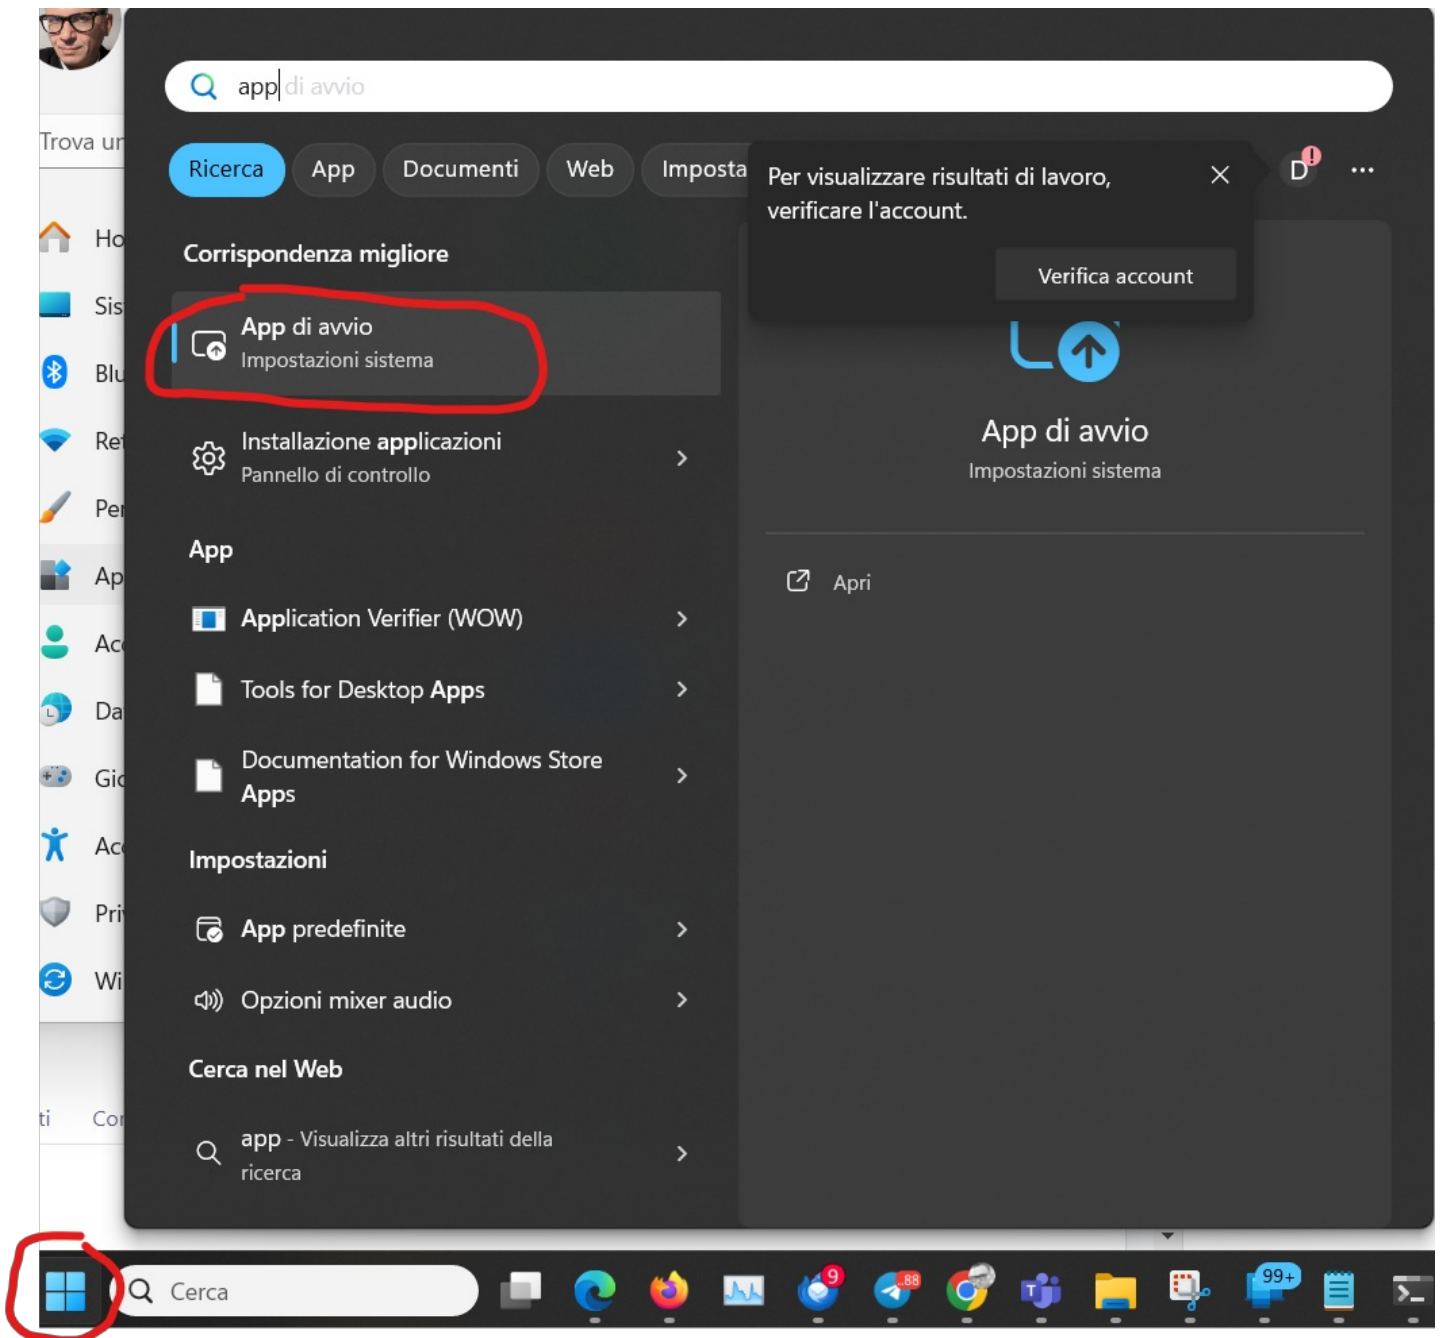 app di avvio
Trova un
Ricerca
App
Documenti
Web
Imposta
Per visualizzare risultati di lavoro,
verificare l'account.
Verifica account
D
Corrispondenza migliore
App di avvio
Impostazioni sistema
Installazione applicazioni
Pannello di controllo
App
Application Verifier (WOW)
Tools for Desktop Apps
Documentation for Windows Store
Apps
Impostazioni
App predefinite
Opzioni mixer audio
Cerca nel Web
app - Visualizza altri risultati della
ricerca
App di avvio
Impostazioni sistema
Apri
Ho
Sis
Blu
Ret
Per
Ap
Acc
Da
Gio
Acc
Pri
Wi
ti
Cor
Cerca
9
..88
99+